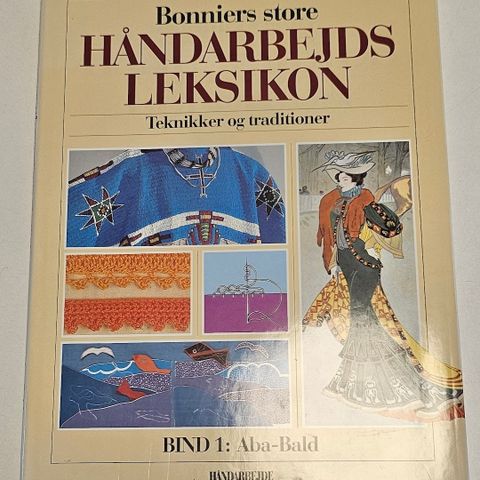 Bonniers store
HÅNDARBEJDS
LEKSIKON
Teknikker og traditioner
BIND 1: Aba-Bald
HÅNDARBEJDE